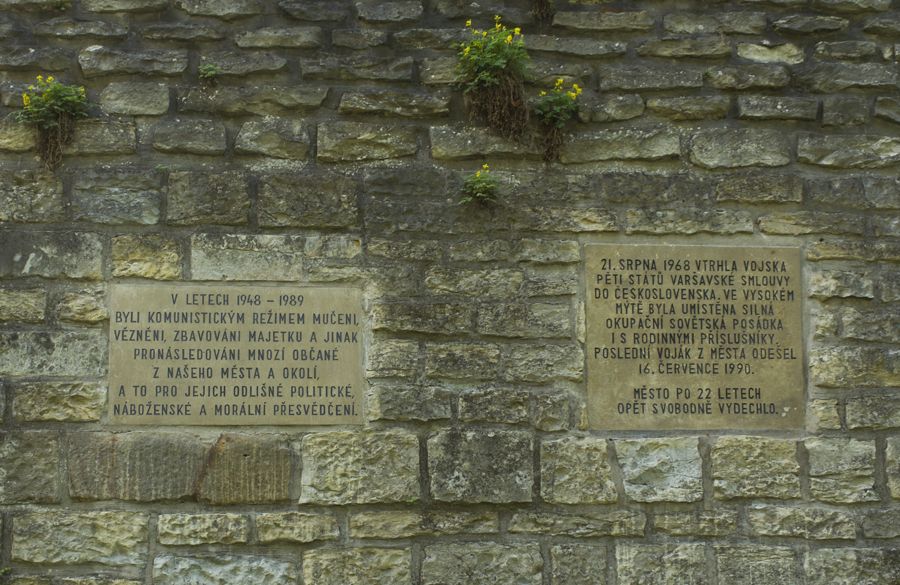 V LETECH 1948 - 1989
BYLI KOMUNISTICKÝM REŽIMEM MUČENI,
VĚZNĚNI, ZBAVOVÁNI MAJETKU A JINAK
PRONÁSLEDOVÁNI MNOZÍ OBČANÉ
Z NAŠEHO MĚSTA A OKOLÍ,
A TO PRO JEJICH ODLIŠNÉ POLITICKÉ,
NÁBOŽENSKÉ A MORÁLNÍ PŘESVĚDČENÍ.
21. SRPNA 1968 VTRHLA VOJSKA
PĚTI STÁTŮ VARŠAVSKÉ SMLOUVY
DO ČESKOSLOVENSKA. VE VYSOKÉM
MÝTĚ BYLA UMÍSTĚNA SILNÁ
OKUPAČNÍ SOVĚTSKÁ POSÁDKA
I S RODINNÝMI PŘÍSLUŠNÍKY.
POSLEDNÍ VOJÁK Z MĚSTA ODEŠEL
16. ČERVENCE 1990.
MĚSTO PO 22 LETECH
OPĚT SVOBODNĚ VYDECHLO.